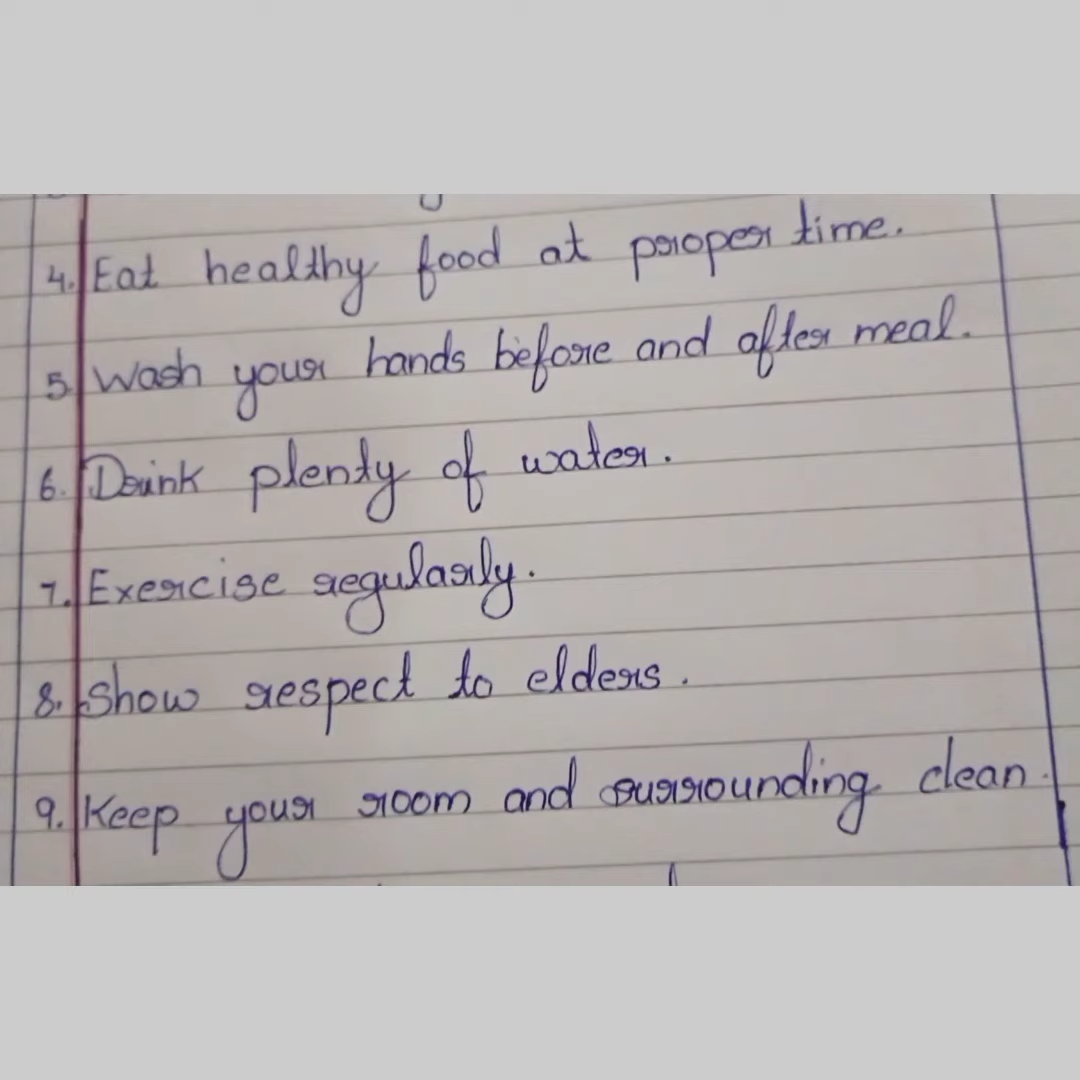 4. Eat healthy food at proper time.
5. Wash your hands before and after meal.
6. Drink plenty of water.
7. Exercise regularly.
8. Show respect to elders.
9. Keep your room and surrounding clean.